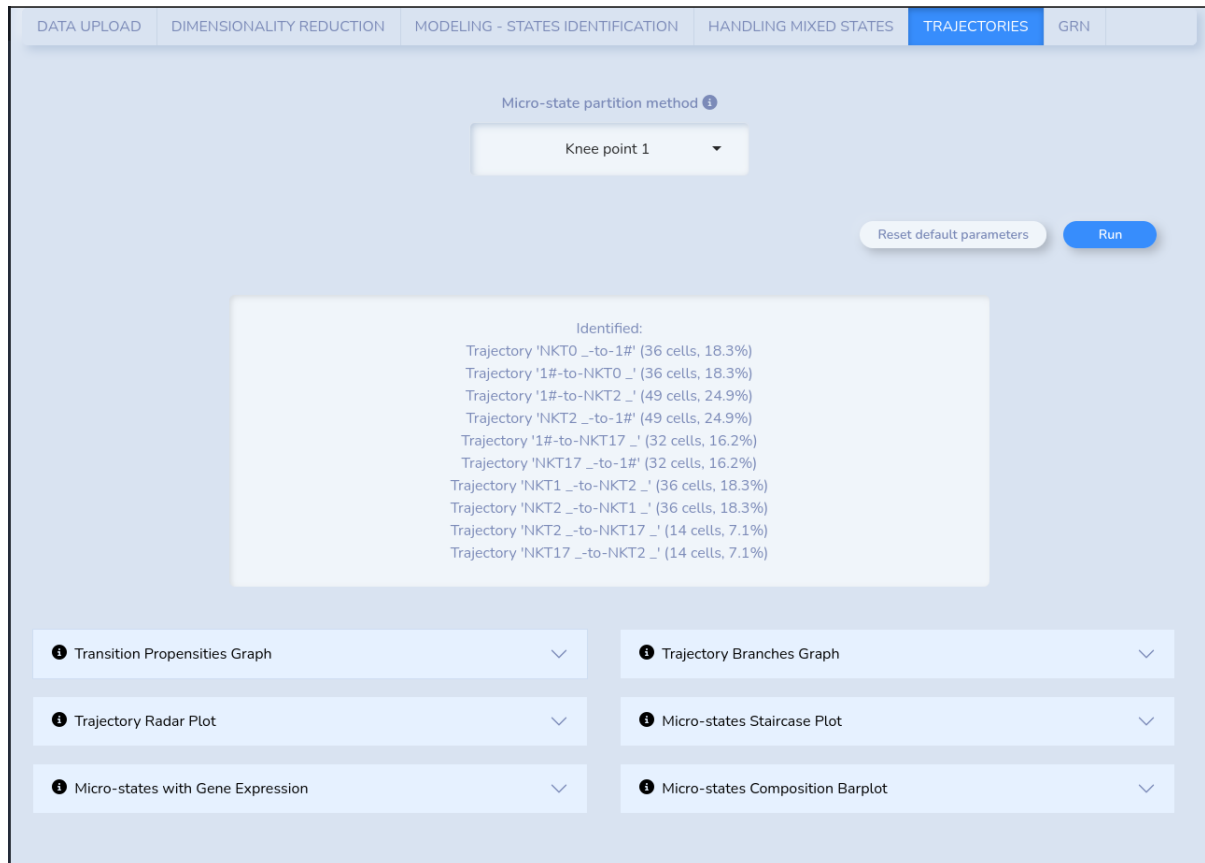 DATA UPLOAD DIMENSIONALITY REDUCTION MODELING - STATES IDENTIFICATION HANDLING MIXED STATES TRAJECTORIES GRN
Micro-state partition method
Knee point 1
Reset default parameters Run
Identified:
Trajectory 'NKT0 _-to-1#' (36 cells, 18.3%)
Trajectory '1#-to-NKT0 _' (36 cells, 18.3%)
Trajectory '1#-to-NKT2 _' (49 cells, 24.9%)
Trajectory 'NKT2 _-to-1#' (49 cells, 24.9%)
Trajectory '1#-to-NKT17 _' (32 cells, 16.2%)
Trajectory 'NKT17 _-to-1#' (32 cells, 16.2%)
Trajectory 'NKT1 _-to-NKT2 _' (36 cells, 18.3%)
Trajectory 'NKT2 _-to-NKT1 _' (36 cells, 18.3%)
Trajectory 'NKT2 _-to-NKT17 _' (14 cells, 7.1%)
Trajectory 'NKT17 _-to-NKT2 _' (14 cells, 7.1%)
Transition Propensities Graph Trajectory Branches Graph
Trajectory Radar Plot Micro-states Staircase Plot
Micro-states with Gene Expression Micro-states Composition Barplot